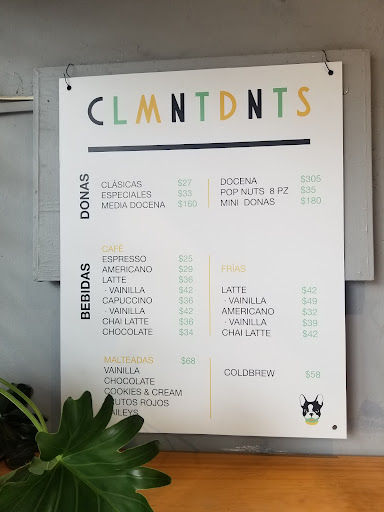 CLMNTDNTS
DONAS
CLÁSICAS $27
ESPECIALES $33
MEDIA DOCENA $160
DOCENA $305
POP NUTS 8 PZ $35
MINI DONAS $180
BEBIDAS
CAFÉ
ESPRESSO $25
AMERICANO $29
LATTE $36
· VAINILLA $42
CAPUCCINO $36
· VAINILLA $42
CHAI LATTE $36
CHOCOLATE $34
FRÍAS
LATTE $42
· VAINILLA $49
AMERICANO $32
· VAINILLA $39
CHAI LATTE $42
MALTEADAS $68
VAINILLA
CHOCOLATE
COOKIES & CREAM
UTOS ROJOS
AILEYS
COLDBREW $58